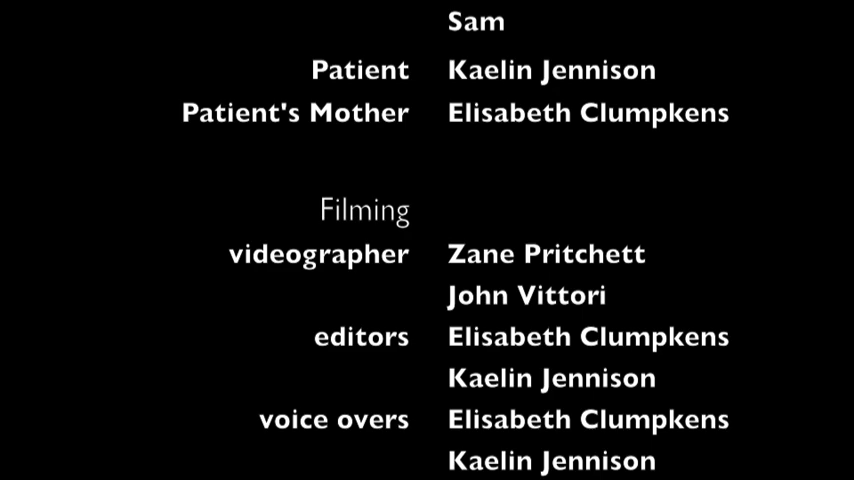 Sam
Patient Kaelin Jennison
Patient's Mother Elisabeth Clumpkens
Filming
videographer Zane Pritchett
John Vittori
editors Elisabeth Clumpkens
Kaelin Jennison
voice overs Elisabeth Clumpkens
Kaelin Jennison